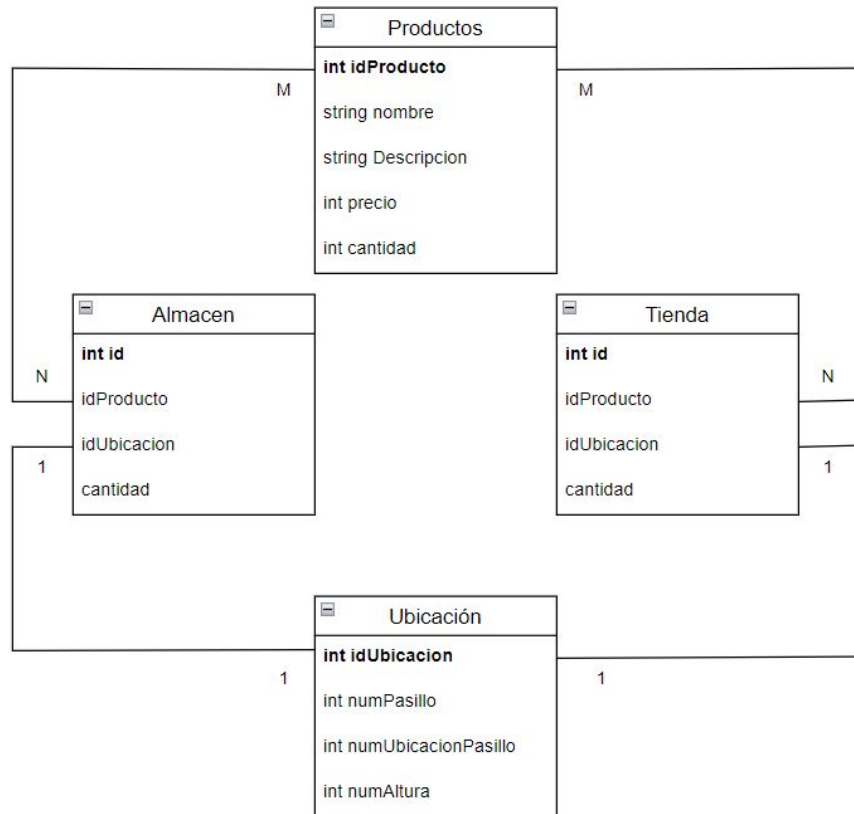 Productos
int idProducto
M
M
string nombre
string Descripcion
int precio
int cantidad
Almacen
int id
N
idProducto
idUbicacion
1
cantidad
Tienda
int id
N
idProducto
idUbicacion
1
cantidad
Ubicación
int idUbicacion
1
1
int numPasillo
int numUbicacionPasillo
int numAltura